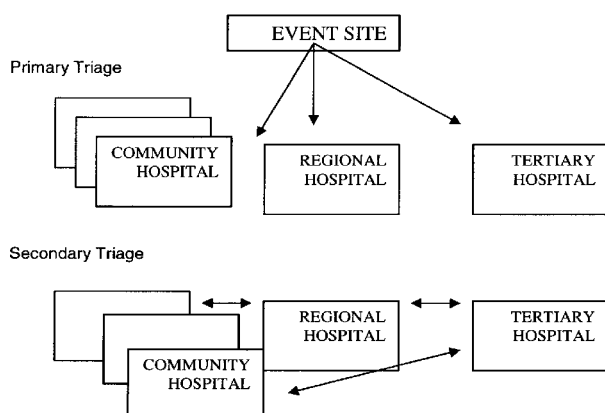 EVENT SITE
Primary Triage
COMMUNITY
HOSPITAL
REGIONAL
HOSPITAL
TERTIARY
HOSPITAL
Secondary Triage
REGIONAL
HOSPITAL
TERTIARY
HOSPITAL
COMMUNITY
HOSPITAL